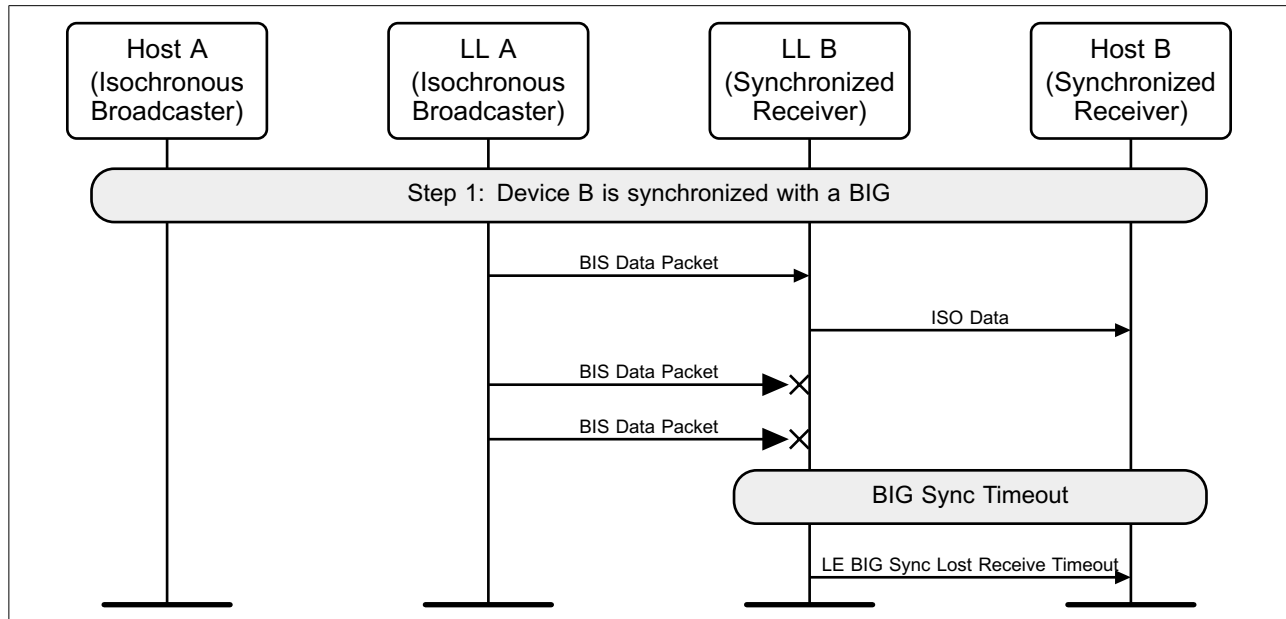 Host A
(Isochronous
Broadcaster)
LL A
(Isochronous
Broadcaster)
LL B
(Synchronized
Receiver)
Host B
(Synchronized
Receiver)
Step 1: Device B is synchronized with a BIG
BIS Data Packet
ISO Data
BIS Data Packet
BIS Data Packet
BIG Sync Timeout
LE BIG Sync Lost Receive Timeout